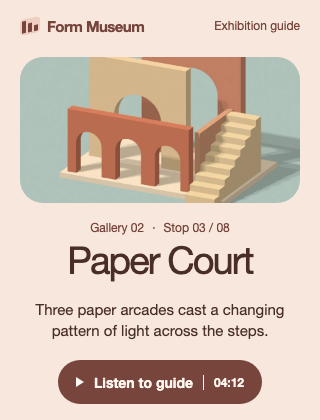 Form Museum
Exhibition guide
Gallery 02 · Stop 03 / 08
Paper Court
Three paper arcades cast a changing
pattern of light across the steps.
Listen to guide | 04:12